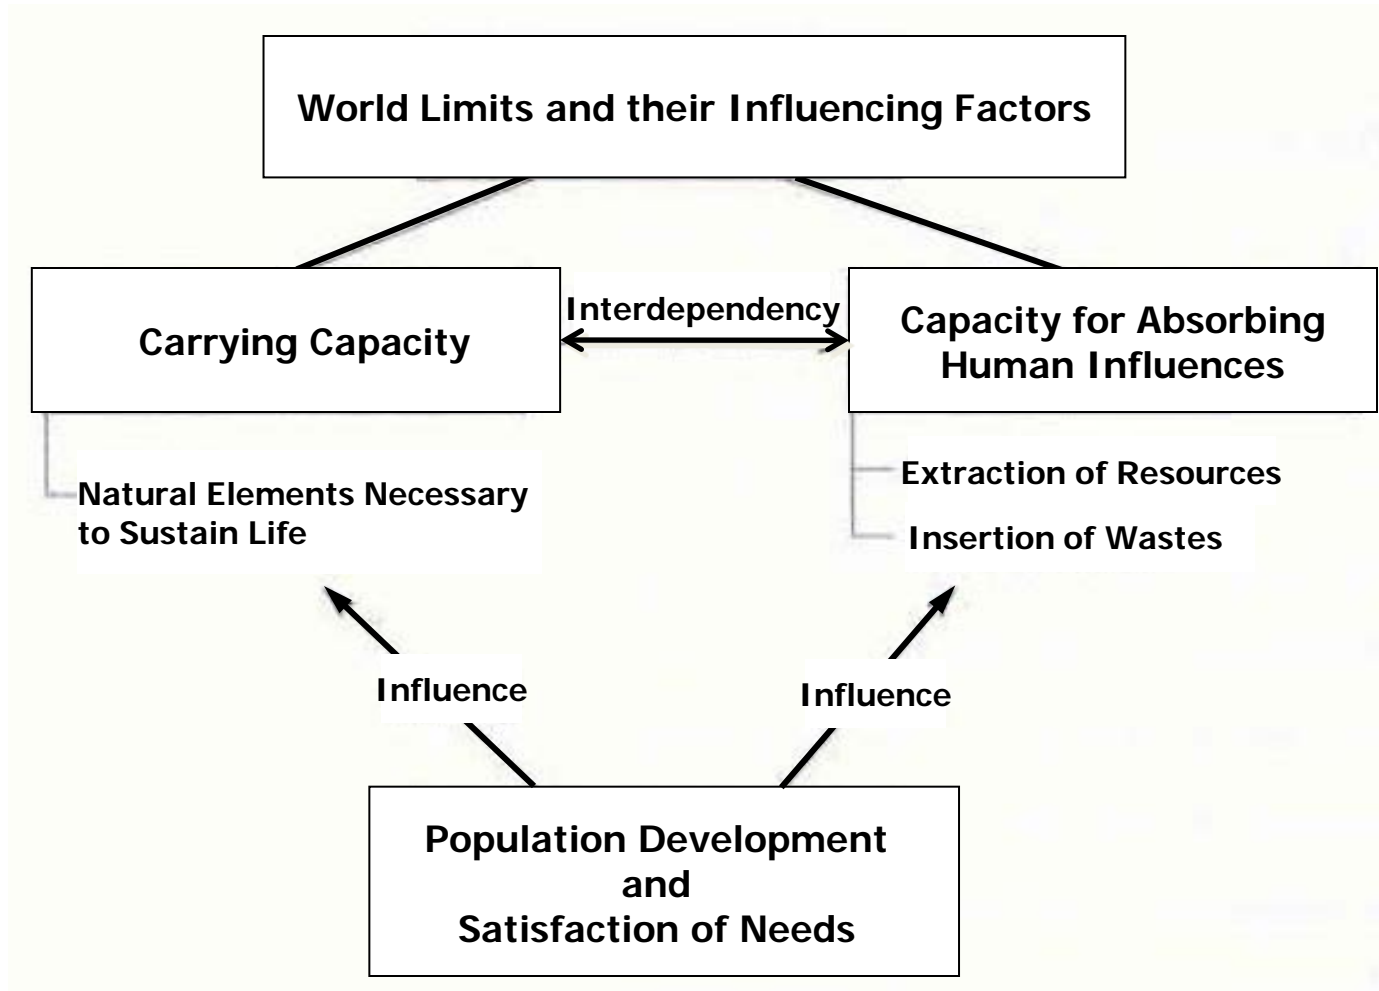 World Limits and their Influencing Factors
Interdependency
Carrying Capacity
Capacity for Absorbing
Human Influences
Natural Elements Necessary
to Sustain Life
Extraction of Resources
Insertion of Wastes
Influence
Influence
Population Development
and
Satisfaction of Needs